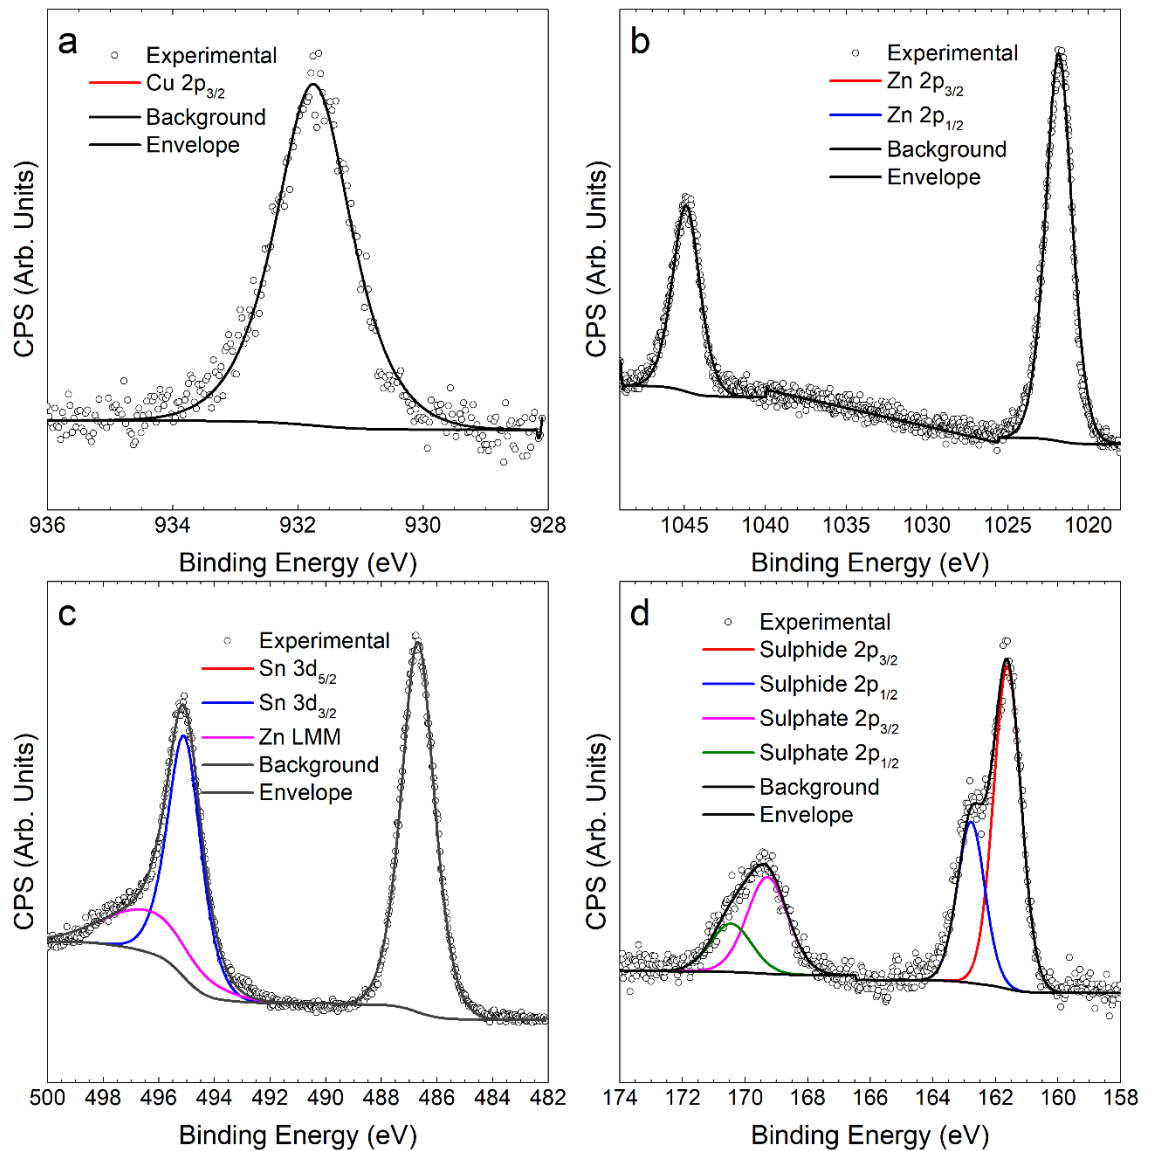 a
Experimental
Cu 2p3/2
Background
Envelope
CPS (Arb. Units)
936 934 932 930 928
Binding Energy (eV)
b
Experimental
Zn 2p3/2
Zn 2p1/2
Background
Envelope
CPS (Arb. Units)
1045 1040 1035 1030 1025 1020
Binding Energy (eV)
c
Experimental
Sn 3d5/2
Sn 3d3/2
Zn LMM
Background
Envelope
CPS (Arb. Units)
500 498 496 494 492 490 488 486 484 482
Binding Energy (eV)
d
Experimental
Sulphide 2p3/2
Sulphide 2p1/2
Sulphate 2p3/2
Sulphate 2p1/2
Background
Envelope
CPS (Arb. Units)
174 172 170 168 166 164 162 160 158
Binding Energy (eV)